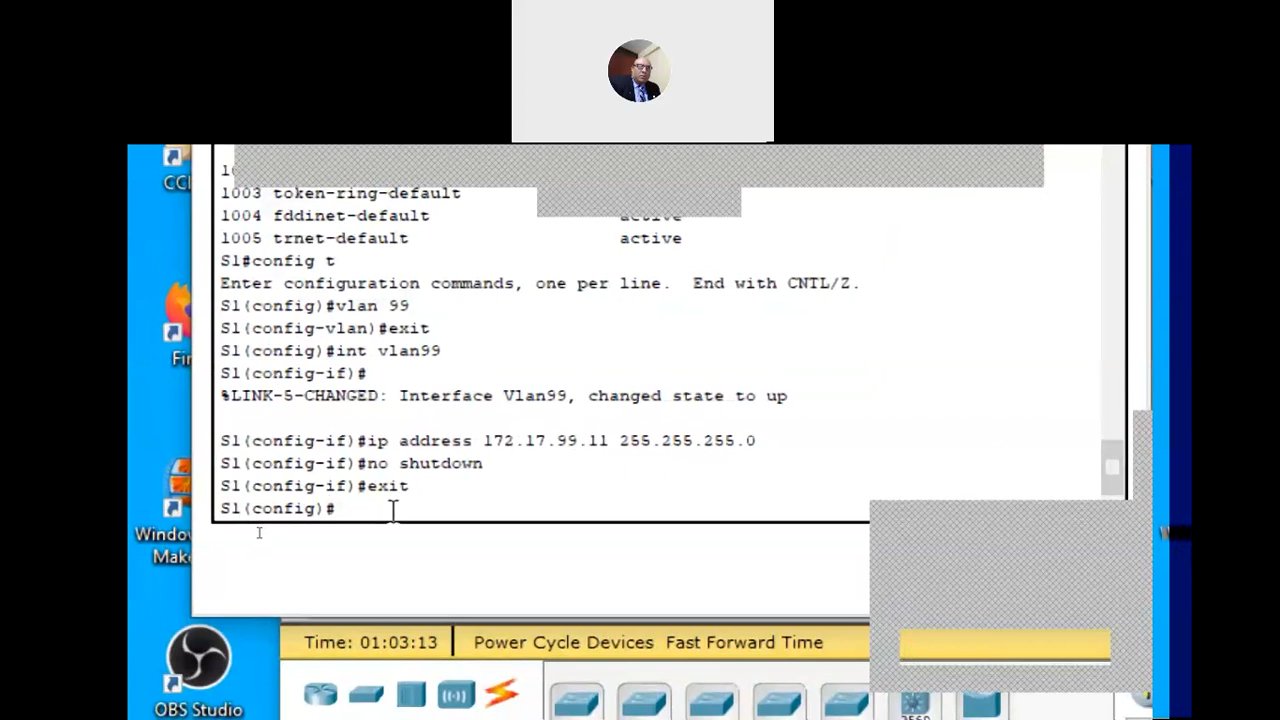 1003 token-ring-default
1004 fddinet-default active
1005 trnet-default active
S1#config t
Enter configuration commands, one per line. End with CNTL/Z.
S1(config)#vlan 99
S1(config-vlan)#exit
S1(config)#int vlan99
S1(config-if)#
%LINK-5-CHANGED: Interface Vlan99, changed state to up
S1(config-if)#ip address 172.17.99.11 255.255.255.0
S1(config-if)#no shutdown
S1(config-if)#exit
S1(config)#
Time: 01:03:13 Power Cycle Devices Fast Forward Time
OBS Studio